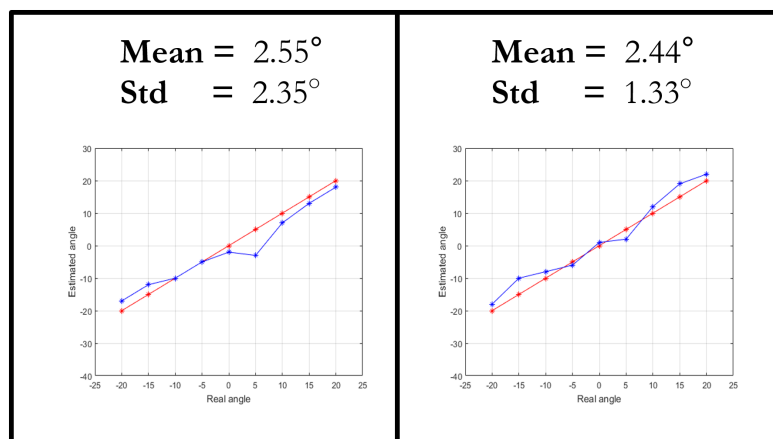 Mean = 2.55°
Std = 2.35°
30
20
10
0
-10
-20
-30
-40
Estimated angle
-25 -20 -15 -10 -5 0 5 10 15 20 25
Real angle
Mean = 2.44°
Std = 1.33°
30
20
10
0
-10
-20
-30
-40
Estimated angle
-25 -20 -15 -10 -5 0 5 10 15 20 25
Real angle